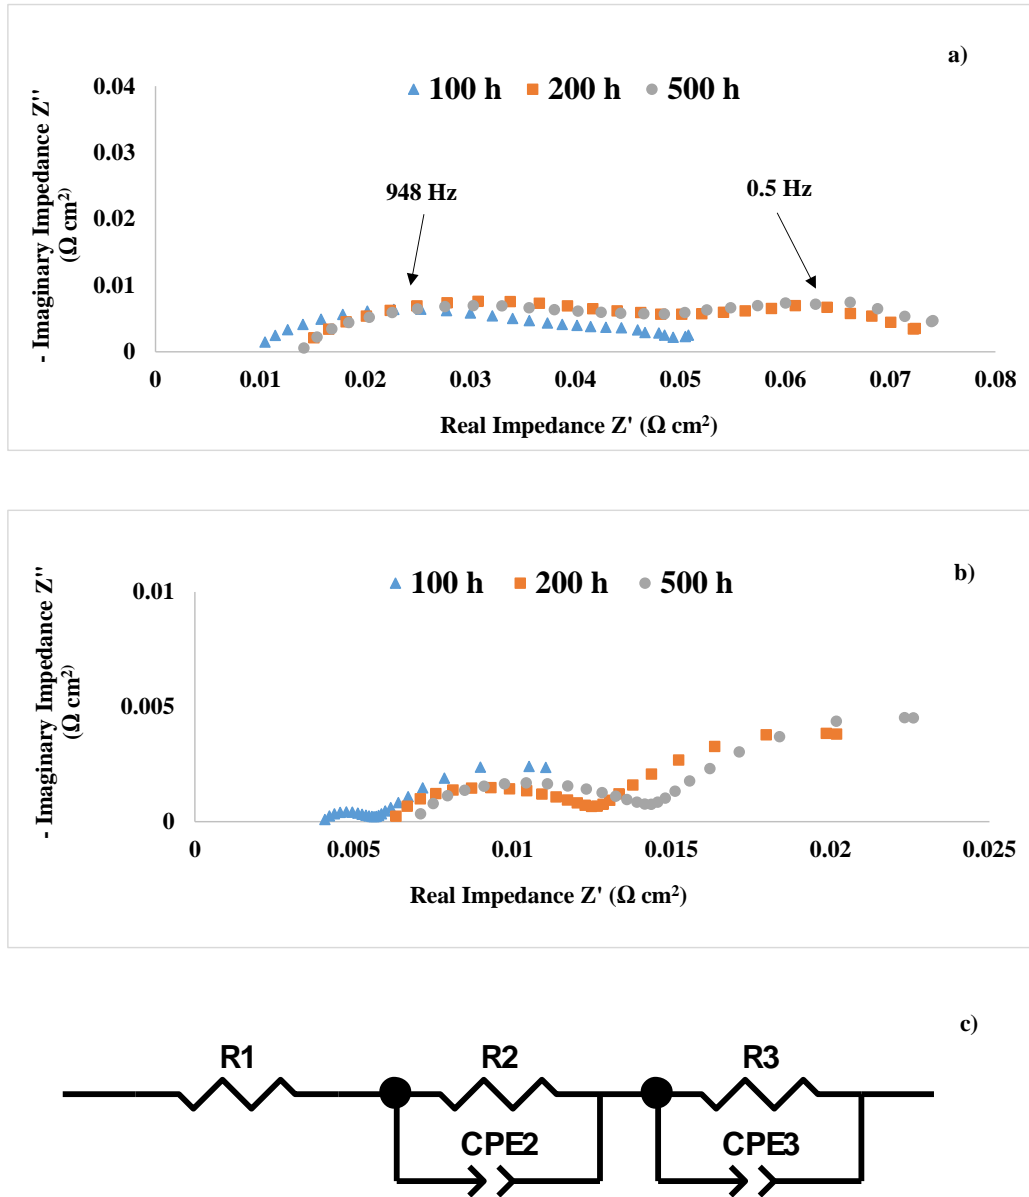 a)
- Imaginary Impedance Z''
(Ω cm²)
0.04
0.03
0.02
0.01
0
100 h 200 h 500 h
948 Hz
0.5 Hz
0 0.01 0.02 0.03 0.04 0.05 0.06 0.07 0.08
Real Impedance Z' (Ω cm²)
b)
- Imaginary Impedance Z''
(Ω cm²)
0.01
0.005
0
100 h 200 h 500 h
0 0.005 0.01 0.015 0.02 0.025
Real Impedance Z' (Ω cm²)
c)
R1 R2 R3
CPE2 CPE3